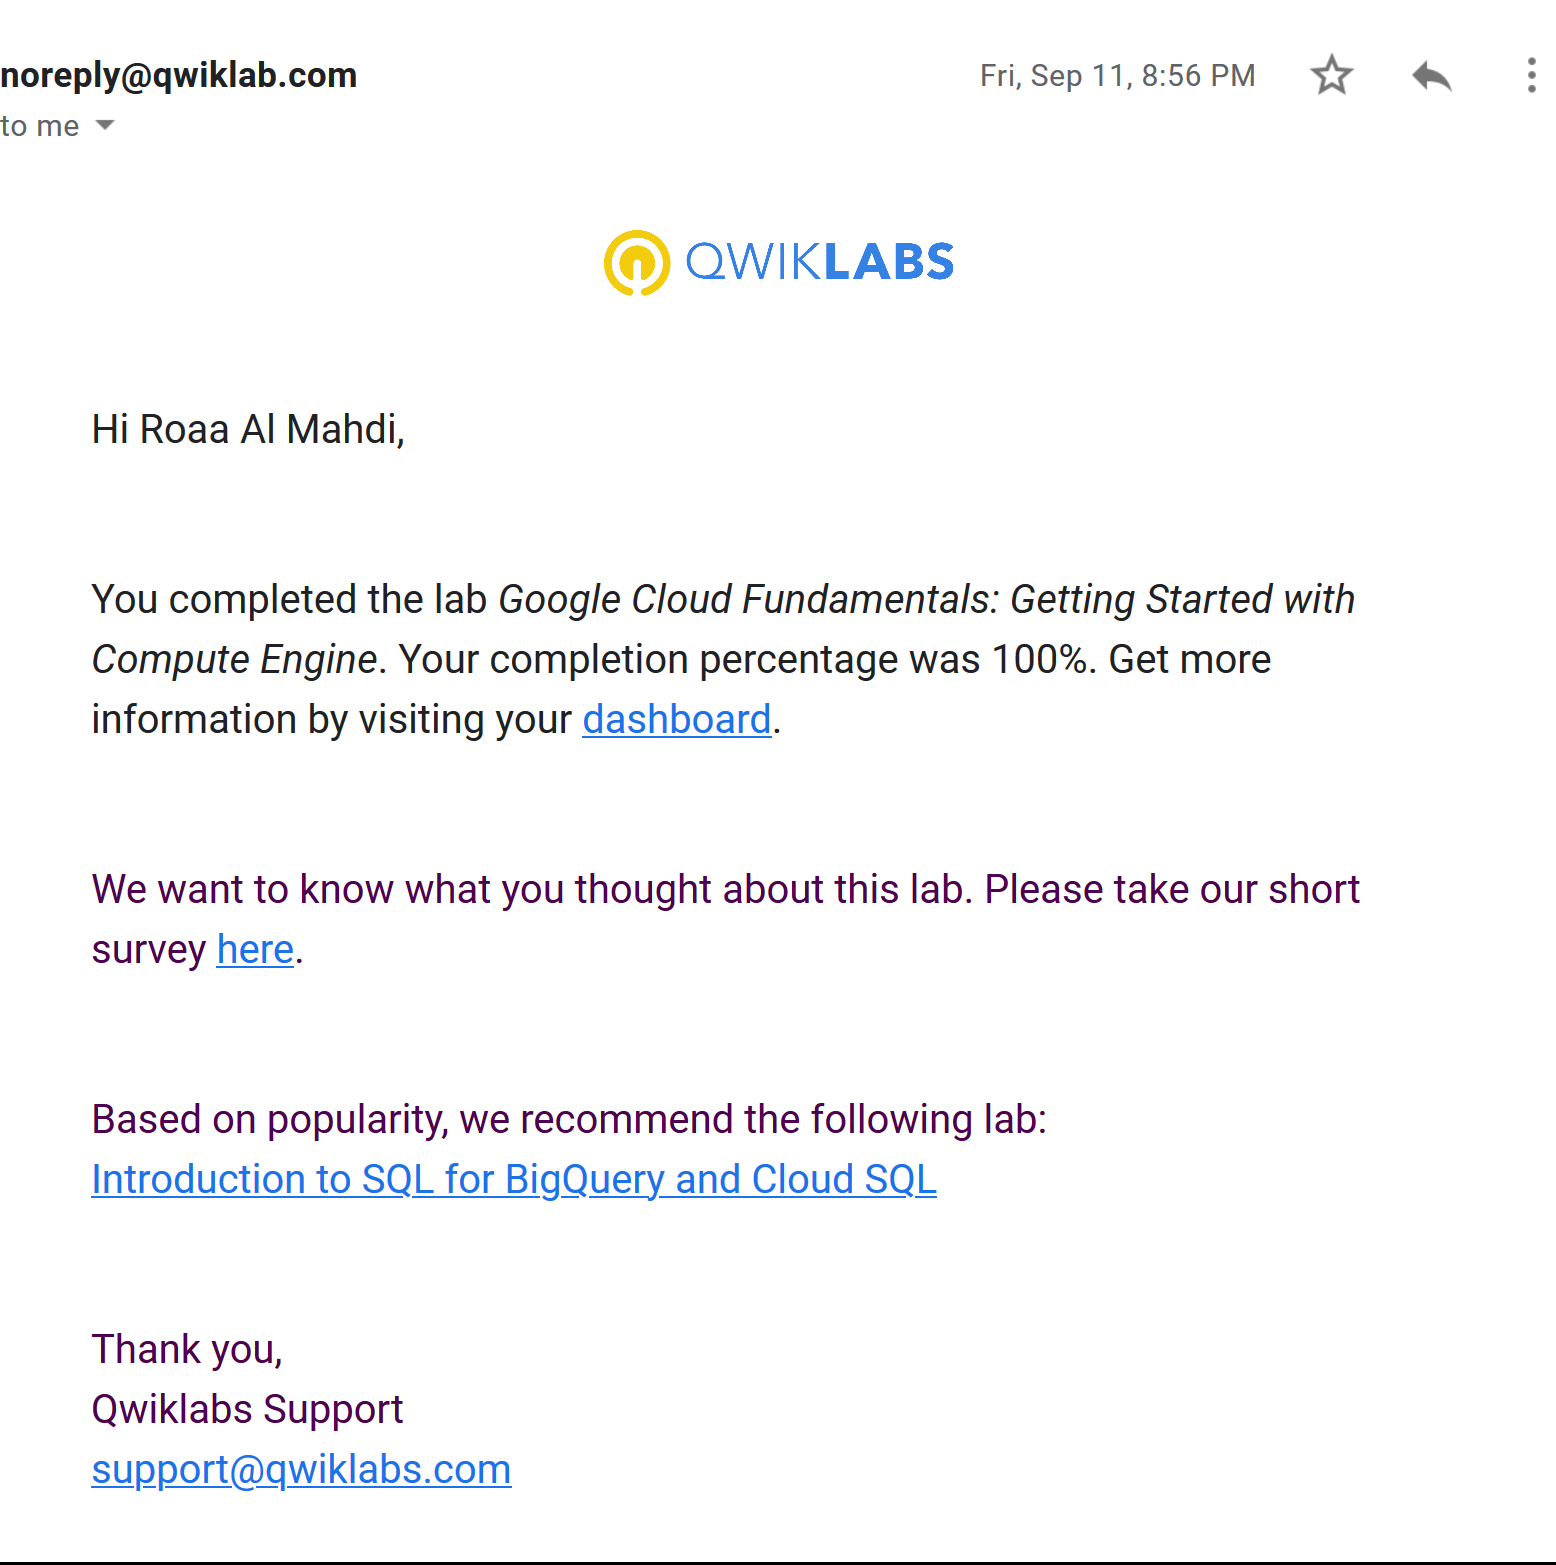 noreply@qwiklab.com
Fri, Sep 11, 8:56 PM
to me
QWIKLABS
Hi Roaa Al Mahdi,
You completed the lab Google Cloud Fundamentals: Getting Started with
Compute Engine. Your completion percentage was 100%. Get more
information by visiting your dashboard.
We want to know what you thought about this lab. Please take our short
survey here.
Based on popularity, we recommend the following lab:
Introduction to SQL for BigQuery and Cloud SQL
Thank you,
Qwiklabs Support
support@qwiklabs.com